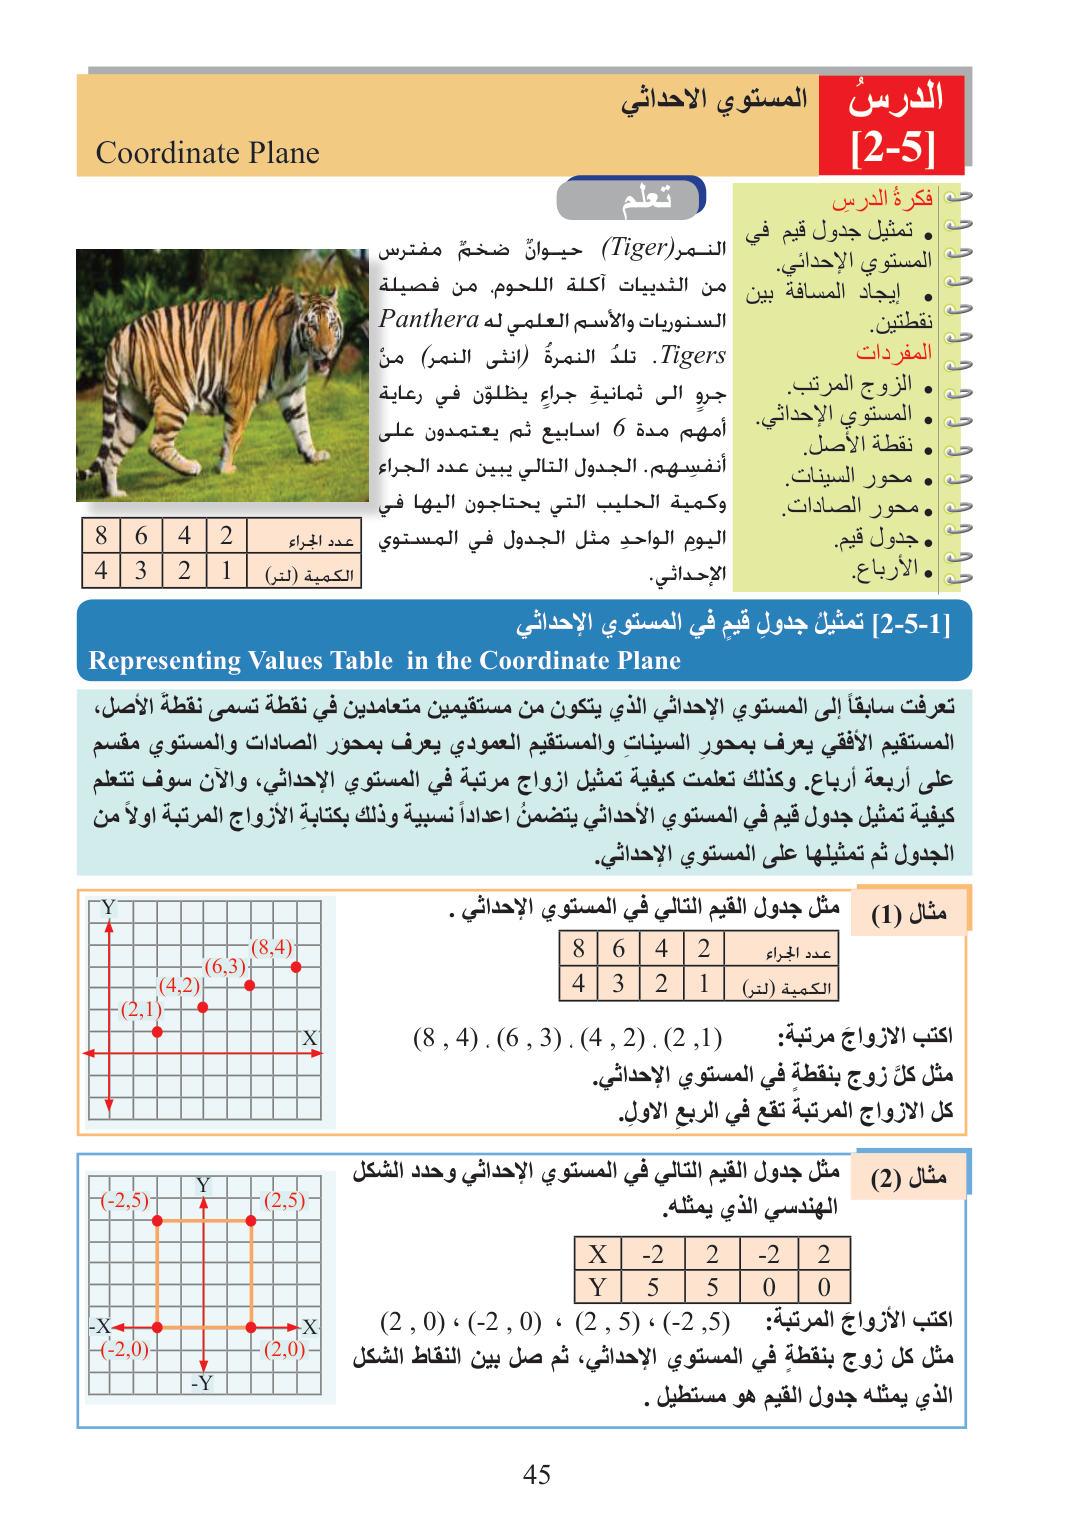 الدرسُ
[2-5]
المستوي الاحداثي
Coordinate Plane
فكرةُ الدرسِ
• تمثيل جدول قيم في
المستوي الإحداثي.
• إيجاد المسافة بين
نقطتين.
المفردات
• الزوج المرتب.
• المستوي الإحداثي.
• نقطة الأصل.
• محور السينات.
• محور الصادات.
• جدول قيم.
• الأرباع.
تعلم
النـمر(Tiger) حيـوانٌ ضخمٌ مفترس
من الثدييات آكلة اللحوم، من فصيلة
السنوريات والأسم العلمي له Panthera
Tigers. تلدُ النمرةُ (انثى النمر) منْ
جروٍ الى ثمانيةِ جراءٍ يظلوّن في رعاية
أمهم مدة 6 اسابيع ثم يعتمدون على
أنفسِهم. الجدول التالي يبين عدد الجراء
وكمية الحليب التي يحتاجون اليها في
اليومِ الواحدِ مثل الجدول في المستوي
الإحداثي.
عدد الجراء 2 4 6 8
الكمية (لتر) 1 2 3 4
[2-5-1] تمثيلُ جدولِ قيمٍ في المستوي الإحداثي
Representing Values Table in the Coordinate Plane
تعرفت سابقاً إلى المستوي الإحداثي الذي يتكون من مستقيمين متعامدين في نقطة تسمى نقطةَ الأصل،
المستقيم الأفقي يعرف بمحورِ السيناتِ والمستقيم العمودي يعرف بمحوَر الصادات والمستوي مقسم
على أربعة أرباع. وكذلك تعلمت كيفية تمثيل ازواج مرتبة في المستوي الإحداثي، والآن سوف تتعلم
كيفية تمثيل جدول قيم في المستوي الأحداثي يتضمنُ اعداداً نسبية وذلك بكتابةِ الأزواج المرتبة اولاً من
الجدول ثم تمثيلها على المستوي الإحداثي.
مثال (1)
مثل جدول القيم التالي في المستوي الإحداثي .
عدد الجراء 2 4 6 8
الكمية (لتر) 1 2 3 4
اكتب الازواجَ مرتبة: (2 ,1) ، (4 , 2) ، (6 , 3) ، (8 , 4)
مثل كلَّ زوج بنقطةٍ في المستوي الإحداثي.
كل الازواج المرتبة تقع في الربعِ الاولِ.
Y
(8,4)
(6,3)
(4,2)
(2,1)
X
مثال (2)
مثل جدول القيم التالي في المستوي الإحداثي وحدد الشكل
الهندسي الذي يمثله.
X -2 2 -2 2
Y 5 5 0 0
اكتب الأزواجَ المرتبة: (-2 ,5) ، (2 , 5) ، (-2 , 0) ، (2 , 0)
مثل كل زوج بنقطةٍ في المستوي الإحداثي، ثم صل بين النقاط الشكل
الذي يمثله جدول القيم هو مستطيل .
Y
(-2,5) (2,5)
-X X
(-2,0) (2,0)
-Y
45